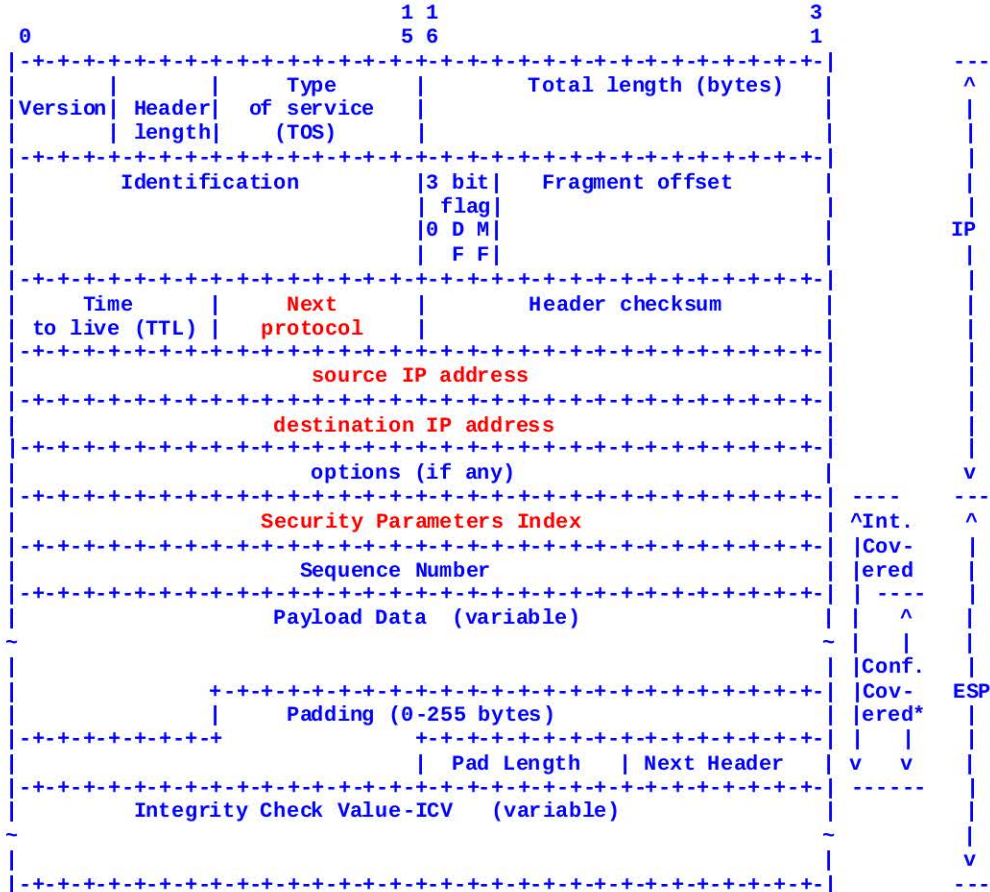 1 1                             3
 0                             5 6                             1
|-+-+-+-+-+-+-+-+-+-+-+-+-+-+-+-+-+-+-+-+-+-+-+-+-+-+-+-+-+-+-+-|          ---
|       |       |     Type      |        Total length (bytes)   |           ^
|Version| Header|  of service   |                               |           |
|       | length|    (TOS)      |                               |           |
|-+-+-+-+-+-+-+-+-+-+-+-+-+-+-+-+-+-+-+-+-+-+-+-+-+-+-+-+-+-+-+-|           |
|        Identification         |3 bit|   Fragment offset       |           |
|                               | flag|                         |           |
|                               |0 D M|                         |          IP
|                               |  F F|                         |           |
|-+-+-+-+-+-+-+-+-+-+-+-+-+-+-+-+-+-+-+-+-+-+-+-+-+-+-+-+-+-+-+-|           |
|     Time      |     Next      |        Header checksum        |           |
| to live (TTL) |   protocol    |                               |           |
|-+-+-+-+-+-+-+-+-+-+-+-+-+-+-+-+-+-+-+-+-+-+-+-+-+-+-+-+-+-+-+-|           |
|                       source IP address                       |           |
|-+-+-+-+-+-+-+-+-+-+-+-+-+-+-+-+-+-+-+-+-+-+-+-+-+-+-+-+-+-+-+-|           |
|                    destination IP address                     |           |
|-+-+-+-+-+-+-+-+-+-+-+-+-+-+-+-+-+-+-+-+-+-+-+-+-+-+-+-+-+-+-+-|           |
|                       options (if any)                        |           v
|-+-+-+-+-+-+-+-+-+-+-+-+-+-+-+-+-+-+-+-+-+-+-+-+-+-+-+-+-+-+-+-|  ----    ---
|                   Security Parameters Index                   | ^Int.     ^
|-+-+-+-+-+-+-+-+-+-+-+-+-+-+-+-+-+-+-+-+-+-+-+-+-+-+-+-+-+-+-+-| |Cov-     |
|                      Sequence Number                          | |ered     |
|-+-+-+-+-+-+-+-+-+-+-+-+-+-+-+-+-+-+-+-+-+-+-+-+-+-+-+-+-+-+-+-| | ----    |
|                    Payload Data  (variable)                   | |   ^     |
~                                                               ~ |   |     |
|                                                               | |Conf.    |
|               +-+-+-+-+-+-+-+-+-+-+-+-+-+-+-+-+-+-+-+-+-+-+-+-| |Cov-    ESP
|               |     Padding (0-255 bytes)                     | |ered*    |
|-+-+-+-+-+-+-+-+               +-+-+-+-+-+-+-+-+-+-+-+-+-+-+-+-| |   |     |
|                               |  Pad Length   | Next Header   | v   v     |
|-+-+-+-+-+-+-+-+-+-+-+-+-+-+-+-+-+-+-+-+-+-+-+-+-+-+-+-+-+-+-+-| ------    |
|         Integrity Check Value-ICV   (variable)                |           |
~                                                               ~           |
|                                                               |           v
|-+-+-+-+-+-+-+-+-+-+-+-+-+-+-+-+-+-+-+-+-+-+-+-+-+-+-+-+-+-+-+-|          ---